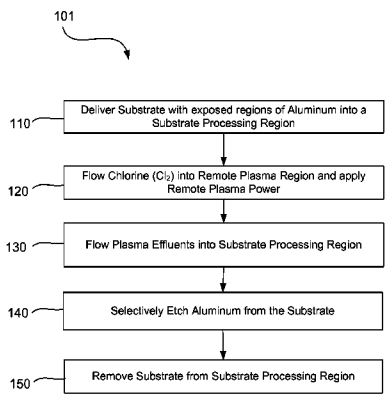 101
110
Deliver Substrate with exposed regions of Aluminum into a
Substrate Processing Region
120
Flow Chlorine (Cl₂) into Remote Plasma Region and apply
Remote Plasma Power
130
Flow Plasma Effluents into Substrate Processing Region
140
Selectively Etch Aluminum from the Substrate
150
Remove Substrate from Substrate Processing Region